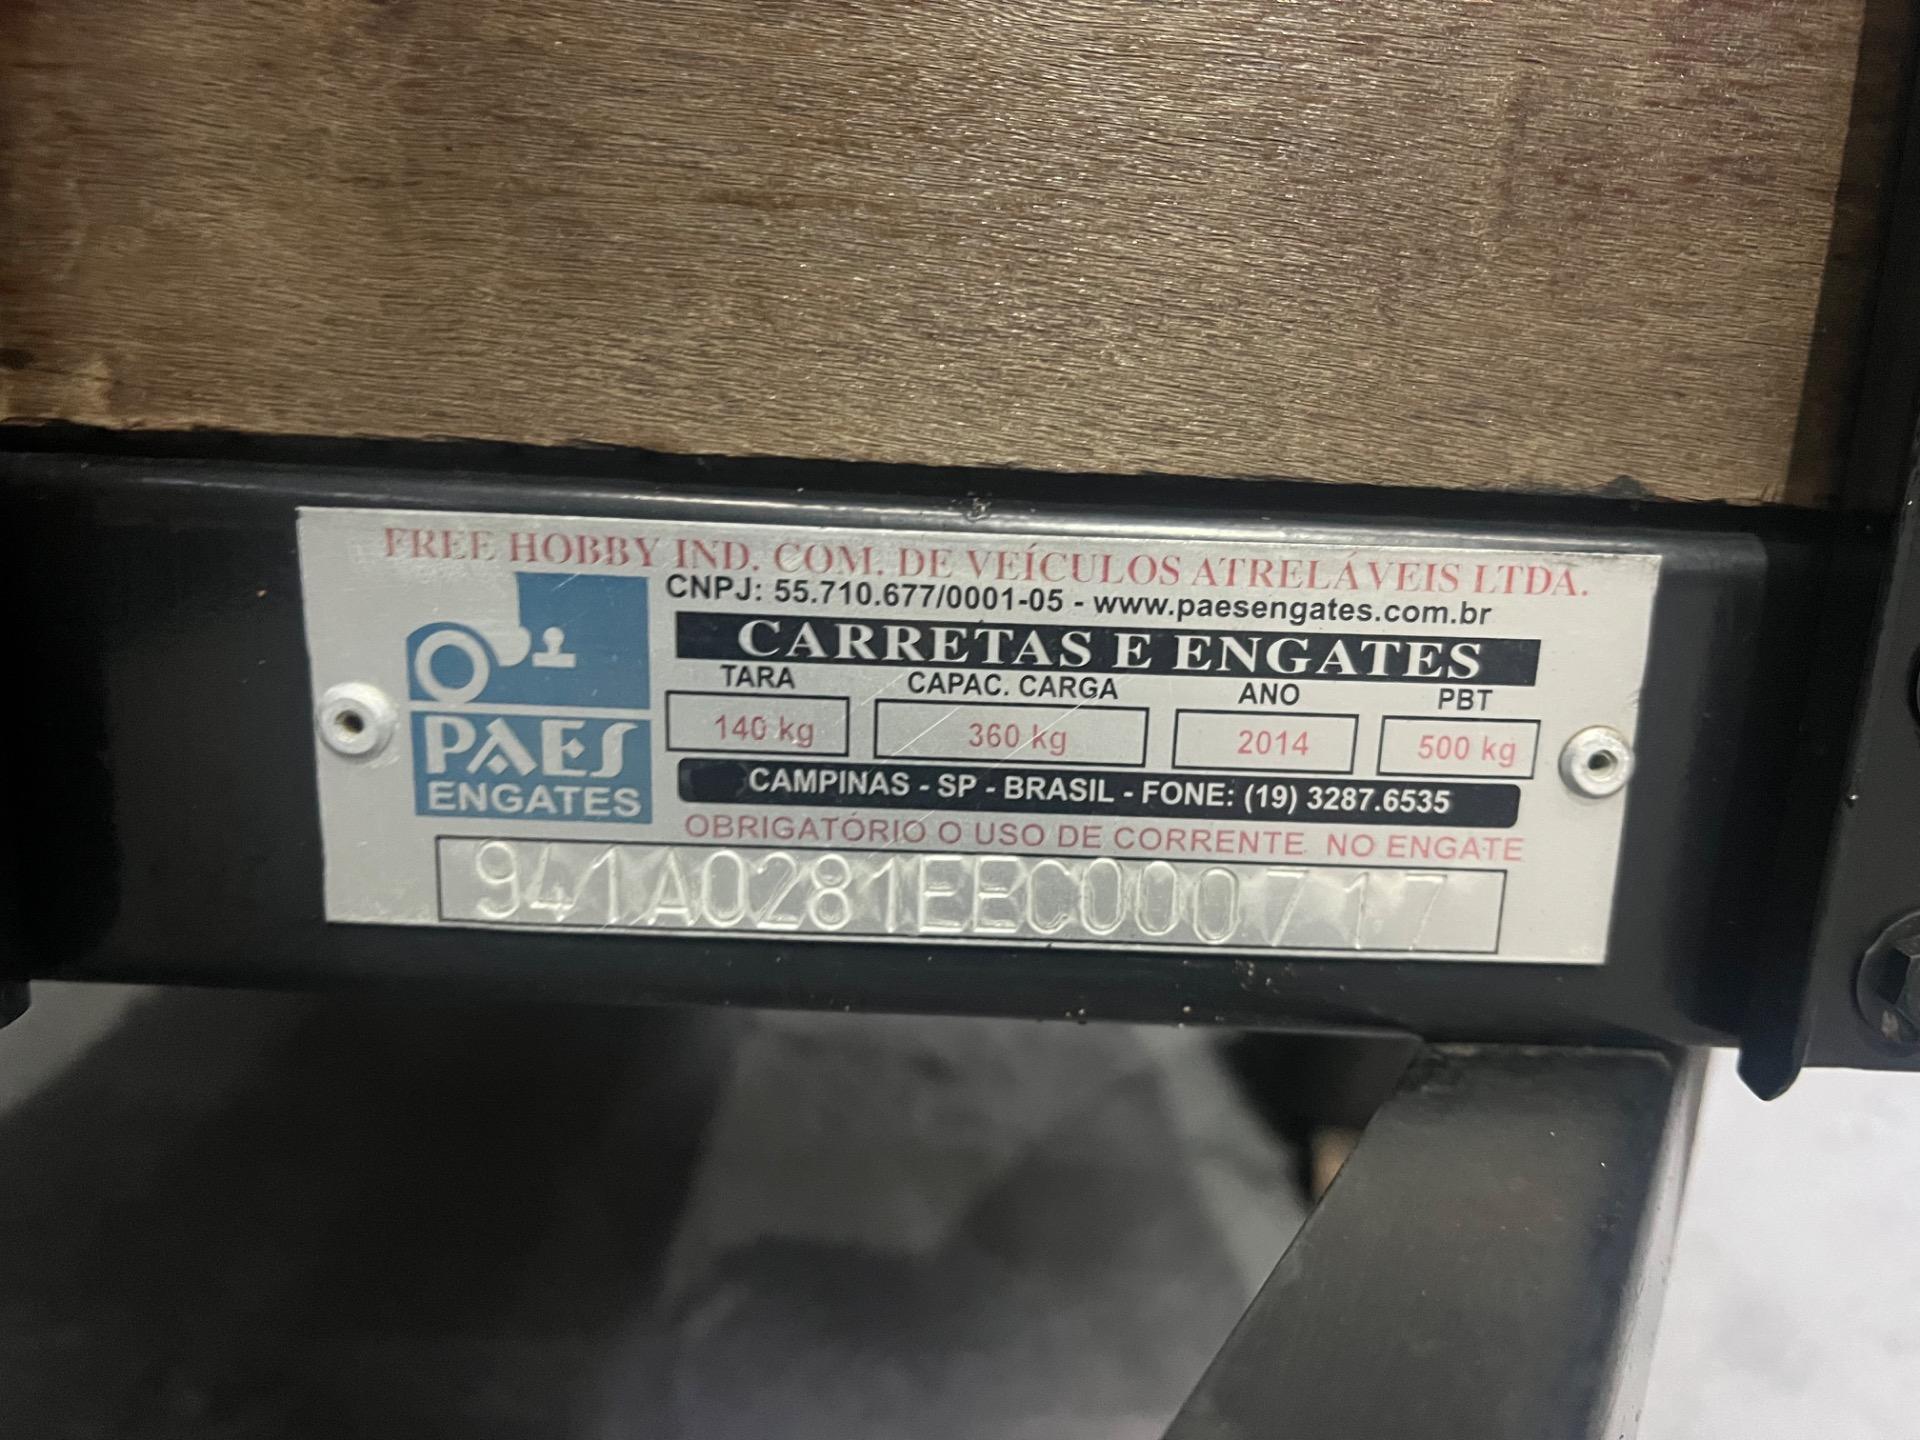 FREE HOBBY IND. COM. DE VEÍCULOS ATRELÁVEIS LTDA.
CNPJ: 55.710.677/0001-05 - www.paesengates.com.br
CARRETAS E ENGATES
TARA CAPAC. CARGA ANO PBT
140 kg 360 kg 2014 500 kg
PAES
ENGATES
CAMPINAS - SP - BRASIL - FONE: (19) 3287.6535
OBRIGATÓRIO O USO DE CORRENTE NO ENGATE
941A0281EEC000717